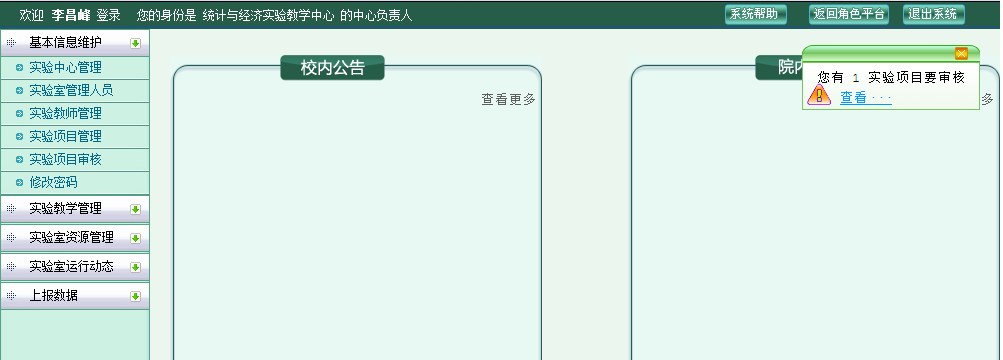 欢迎 李昌峰 登录 您的身份是 统计与经济实验教学中心 的中心负责人
系统帮助 返回角色平台 退出系统
基本信息维护
实验中心管理
实验室管理人员
实验教师管理
实验项目管理
实验项目审核
修改密码
实验教学管理
实验室资源管理
实验室运行动态
上报数据
校内公告
查看更多
院内
您有 1 实验项目要审核
查看···
多